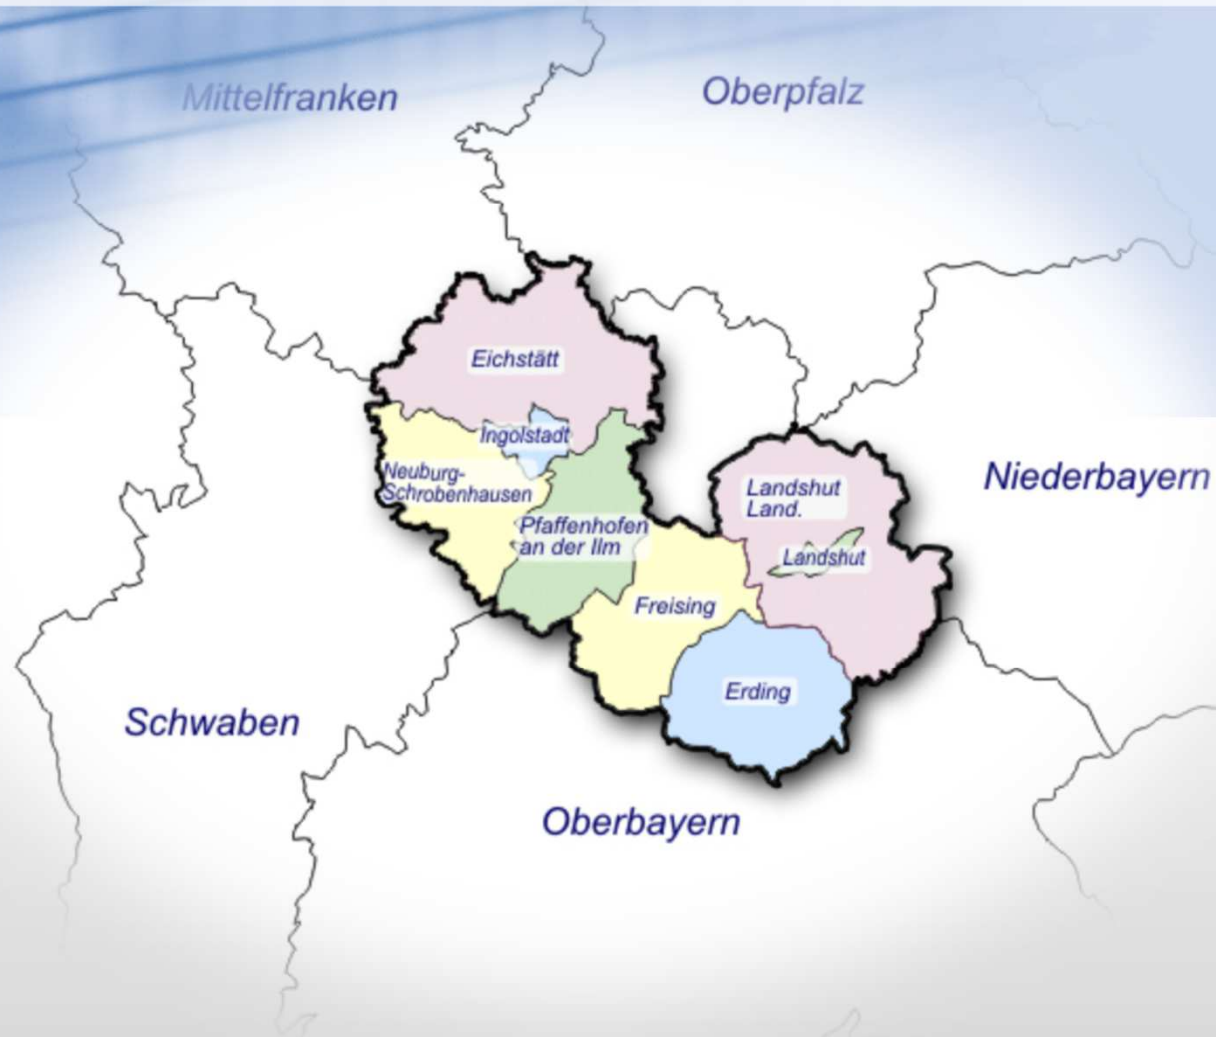 Mittelfranken
Oberpfalz
Eichstätt
Ingolstadt
Neuburg-
Schrobenhausen
Landshut
Land.
Niederbayern
Pfaffenhofen
an der Ilm
Landshut
Freising
Erding
Schwaben
Oberbayern